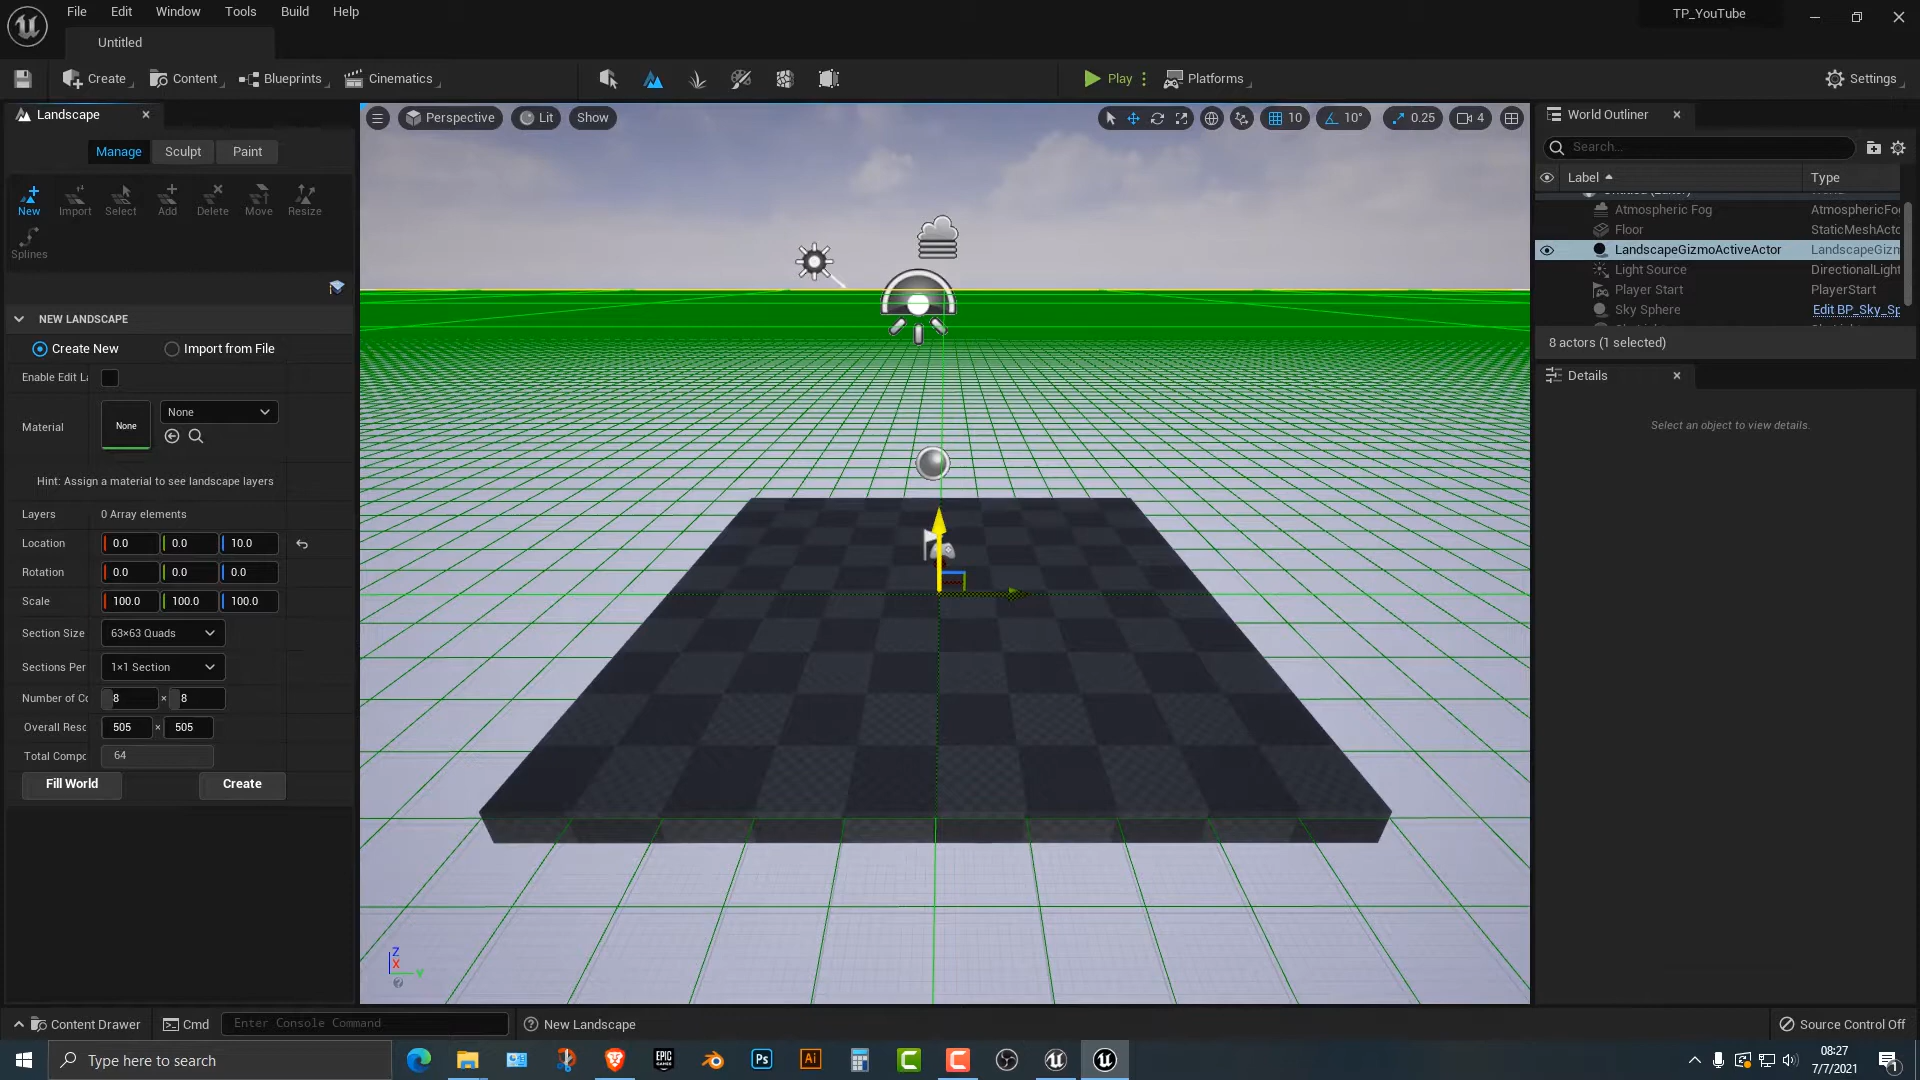 File Edit Window Tools Build Help
TP_YouTube
Untitled
Create Content Blueprints Cinematics Play Platforms Settings
Landscape
Perspective Lit Show 10 10° 0.25 4
World Outliner
Manage Sculpt Paint
Search...
Label Type
New Import Select Add Delete Move Resize
Splines
Atmospheric Fog AtmosphericFo
Floor StaticMeshActo
LandscapeGizmoActiveActor LandscapeGizm
Light Source DirectionalLight
Player Start PlayerStart
Sky Sphere Edit BP_Sky_Sp
8 actors (1 selected)
Details
Select an object to view details.
NEW LANDSCAPE
Create New Import from File
Enable Edit La
Material None None
Hint: Assign a material to see landscape layers
Layers 0 Array elements
Location 0.0 0.0 10.0
Rotation 0.0 0.0 0.0
Scale 100.0 100.0 100.0
Section Size 63×63 Quads
Sections Per 1×1 Section
Number of Co 8 × 8
Overall Reso 505 × 505
Total Compo 64
Fill World Create
Z
X
Y
Content Drawer Cmd Enter Console Command New Landscape Source Control Off
Type here to search
EPIC GAMES
Ps
Ai
08:27
7/7/2021
1